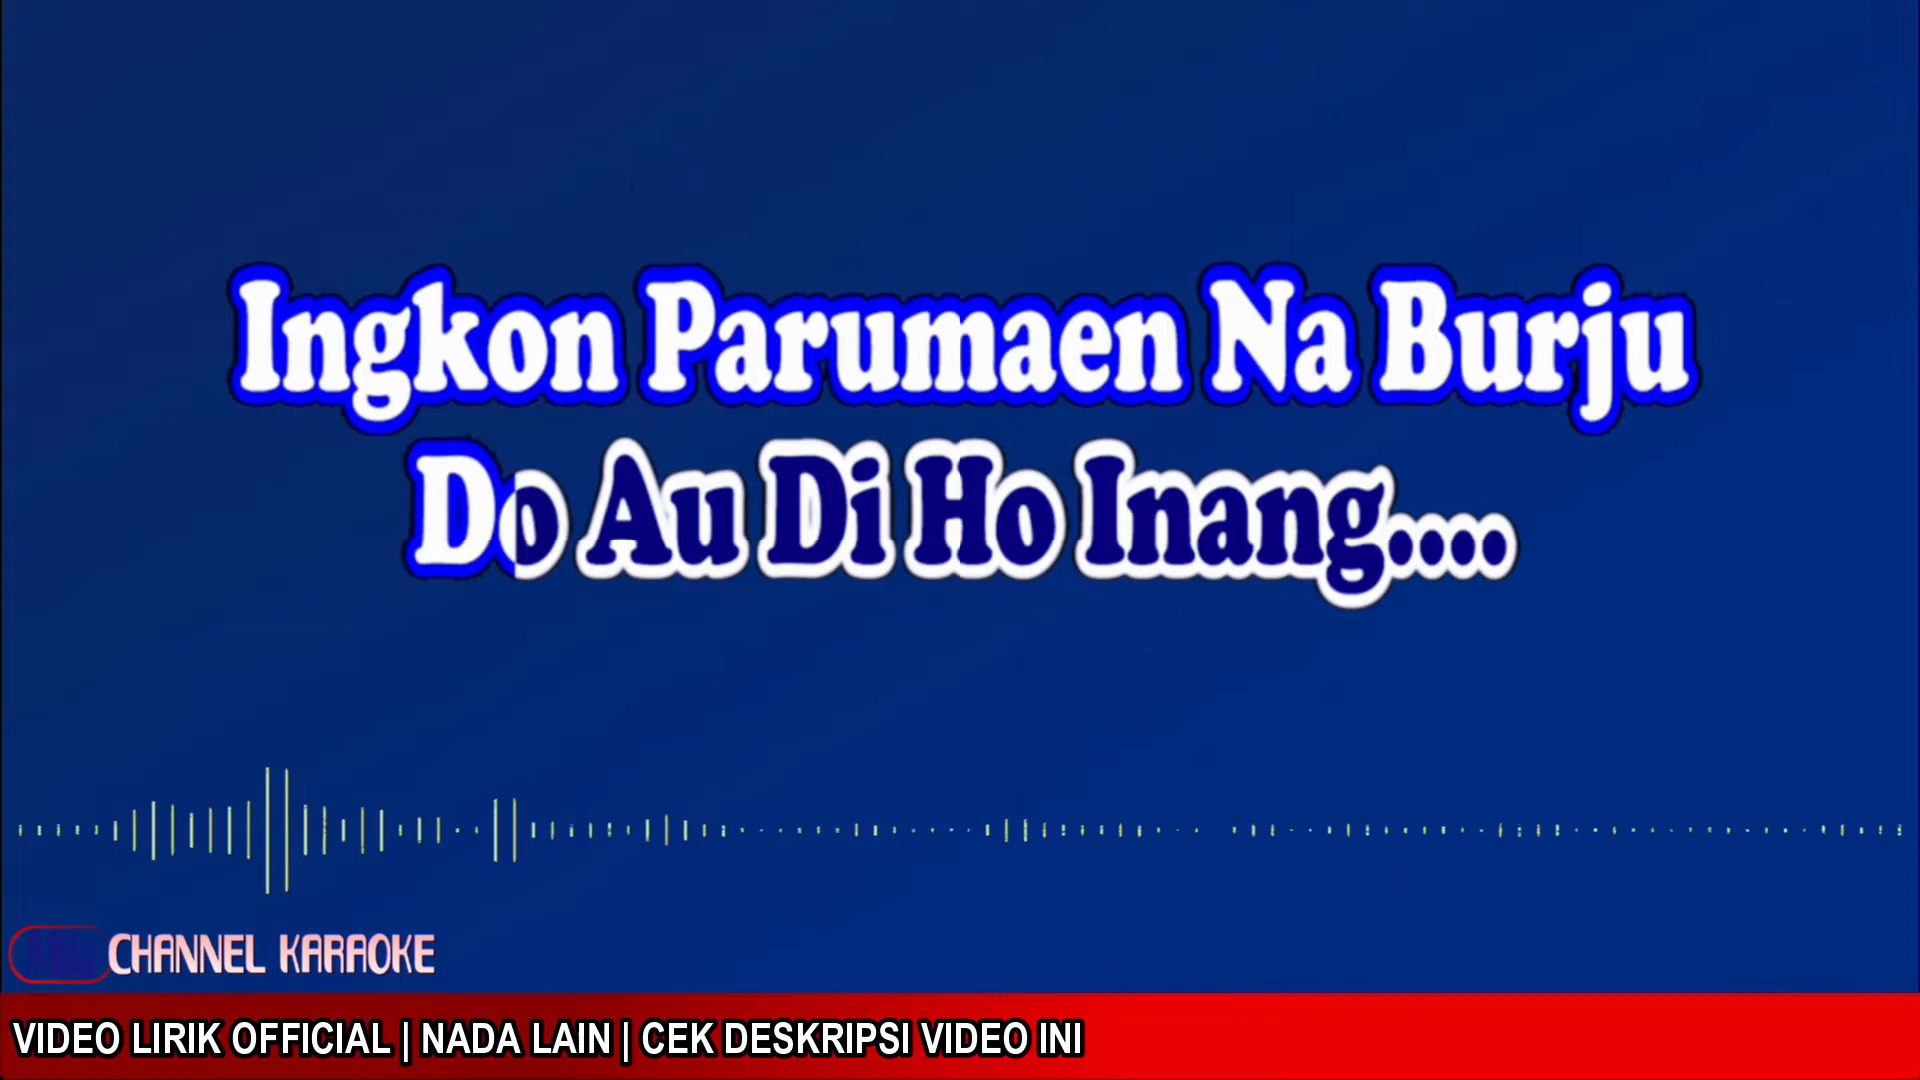 Ingkon Parumaen Na Burju
Do Au Di Ho Inang....
CHANNEL KARAOKE
VIDEO LIRIK OFFICIAL | NADA LAIN | CEK DESKRIPSI VIDEO INI